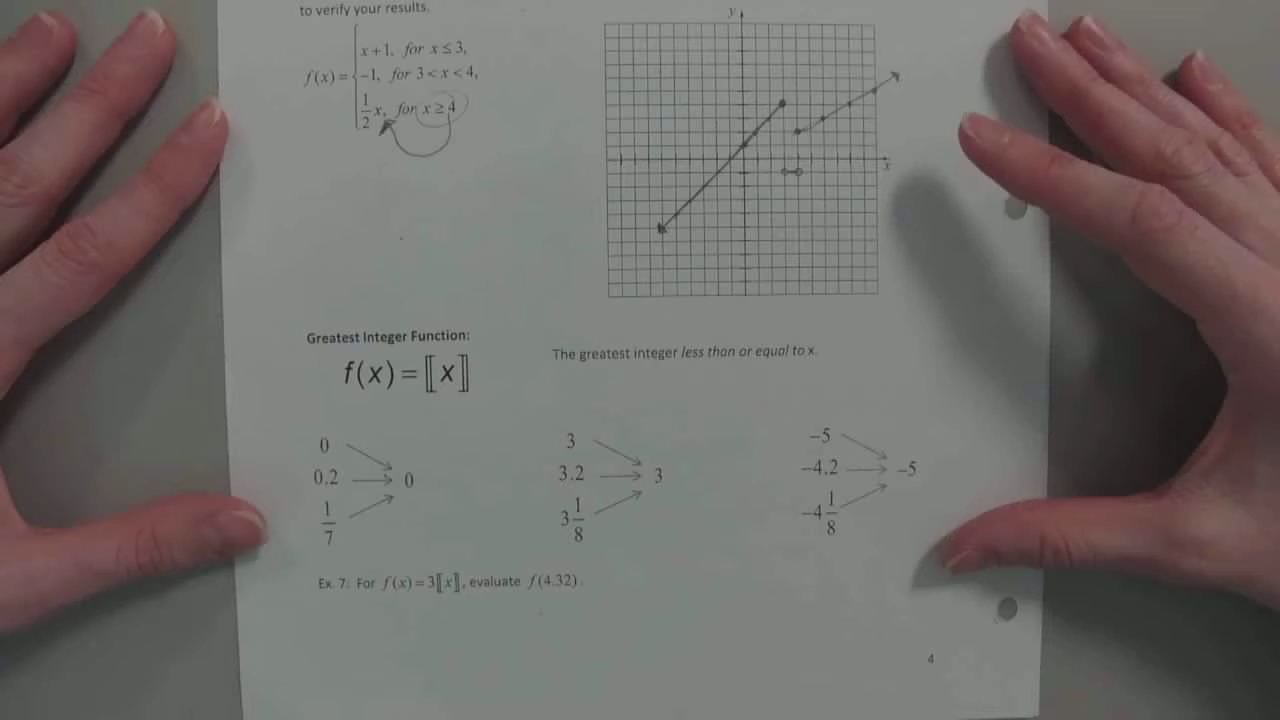 to verify your results.
y
x+1, for x ≤ 3,
f(x) = { −1, for 3 < x < 4,
1/2 x, for x ≥ 4
x
Greatest Integer Function:
The greatest integer less than or equal to x.
f(x) = ⟦x⟧
0 3 −5
0.2 0 3.2 3 −4.2 −5
1/7 3 1/8 −4 1/8
Ex. 7: For f(x) = 3⟦x⟧, evaluate f(4.32).
4